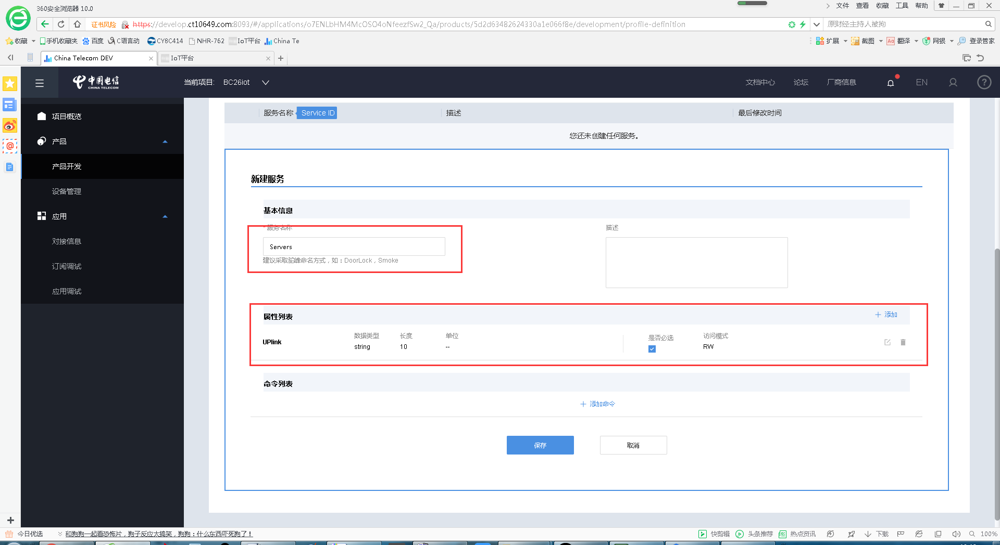 360安全浏览器 10.0
文件 查看 收藏 工具 帮助
证书风险 https://develop.ct10649.com:8093/#/applications/o7ENLbHM4McOSO4oNfeezfSw2_Qa/products/5d2d63482624330a1e066f8e/development/profile-definition
原财经主持人被拘
收藏 手机收藏夹 百度 C语言动 CY8C414 NHR-762 IoT平台 China Te
扩展 截图 翻译 网银 登录管家
China Telecom DEV
IoT平台
中国电信
CHINA TELECOM
当前项目: BC26iot
文档中心 论坛 厂商信息 EN
项目概览
产品
产品开发
设备管理
应用
对接信息
订阅调试
应用调试
服务名称 Service ID 描述 最后修改时间
您还未创建任何服务。
新建服务
基本信息
* 服务名称 描述
Servers
建议采取驼峰命名方式，如：DoorLock，Smoke
属性列表 + 添加
数据类型 长度 单位 是否必选 访问模式
UPlink string 10 -- RW
命令列表
+ 添加命令
保存 取消
今日优选 和狗狗一起看恐怖片，狗子反应太搞笑，狗狗：什么东西吓死狗了！
快剪辑 头条推荐 热点资讯 下载 100%